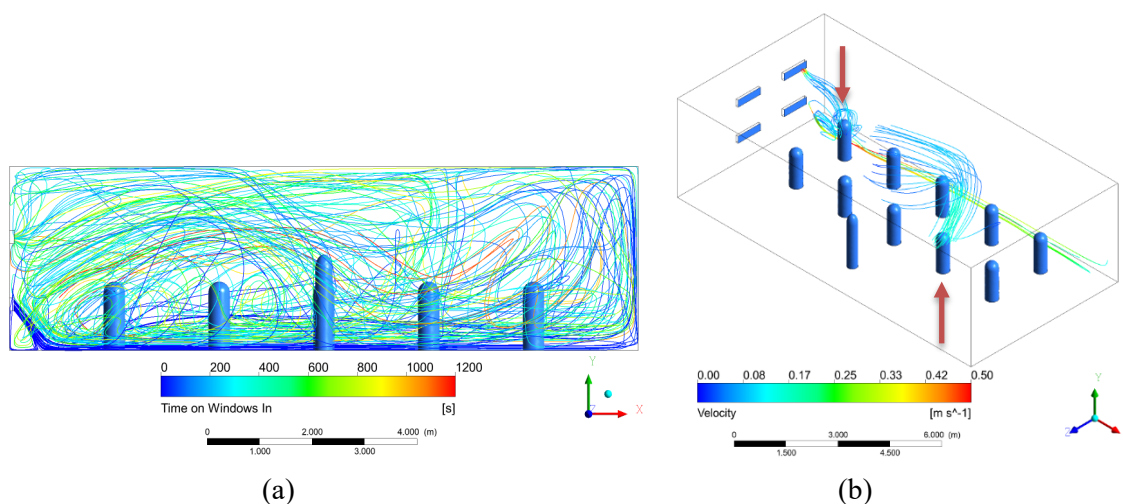 0 200 400 600 800 1000 1200
Time on Windows In [s]
0 2.000 4.000 (m)
1.000 3.000
Y
Z X
(a)
0.00 0.08 0.17 0.25 0.33 0.42 0.50
Velocity [m s^-1]
0 3.000 6.000 (m)
1.500 4.500
Y
Z
(b)